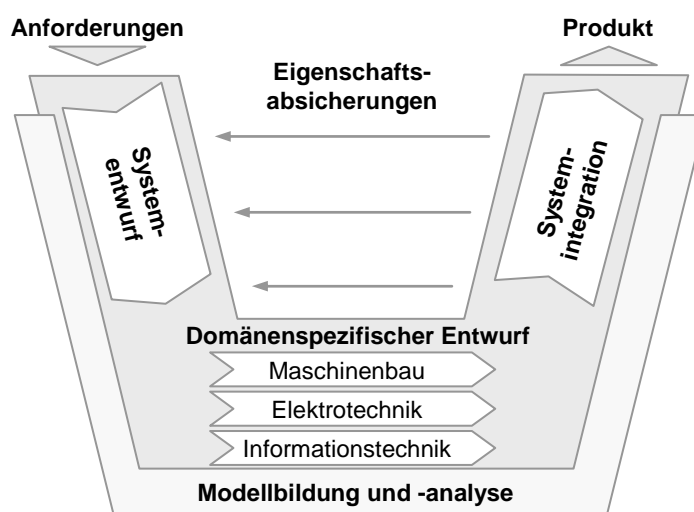 Anforderungen
Produkt
Eigenschafts-
absicherungen
System-
entwurf
System-
integration
Domänenspezifischer Entwurf
Maschinenbau
Elektrotechnik
Informationstechnik
Modellbildung und -analyse